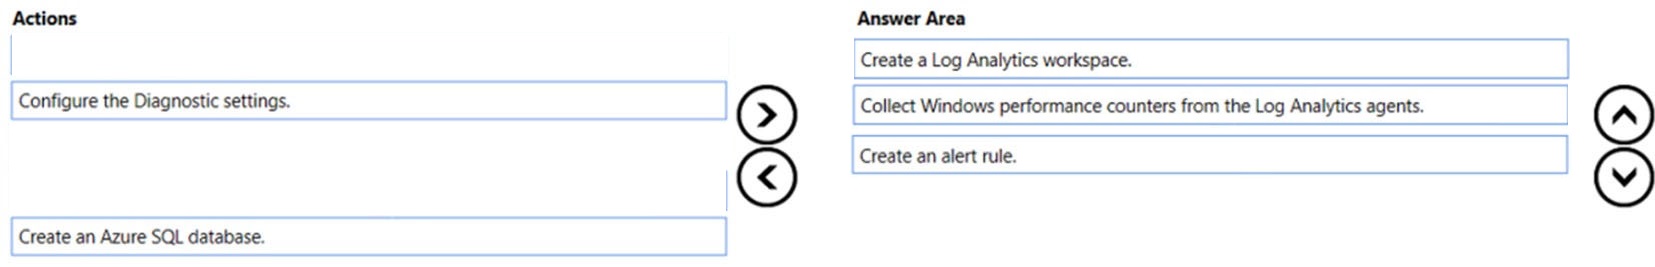 Actions
Configure the Diagnostic settings.
Create an Azure SQL database.
Answer Area
Create a Log Analytics workspace.
Collect Windows performance counters from the Log Analytics agents.
Create an alert rule.